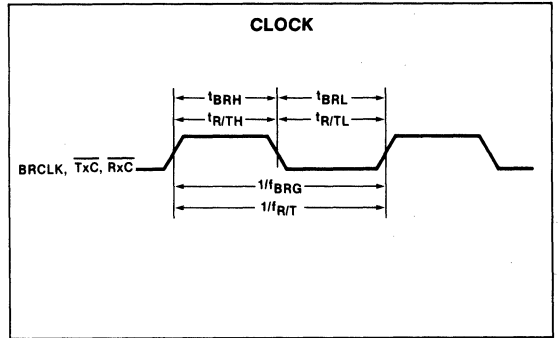 CLOCK
tBRH tBRL
tR/TH tR/TL
BRCLK, TxC, RxC
1/fBRG
1/fR/T